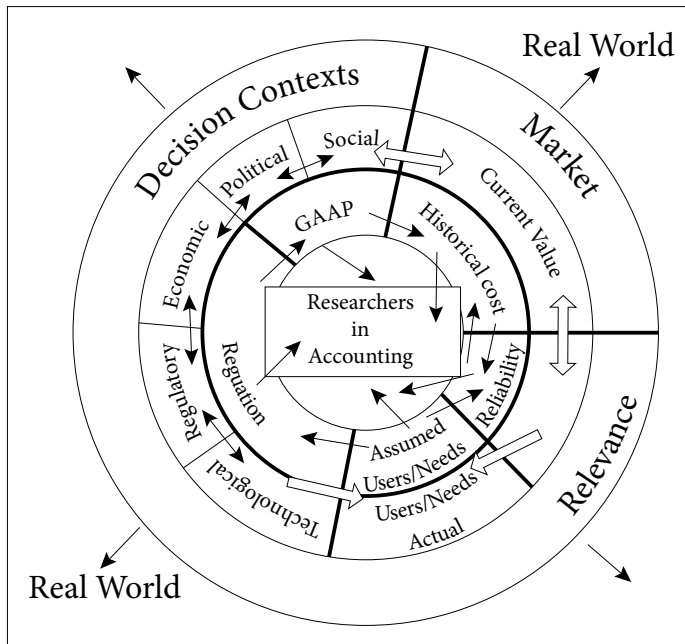 Real World
Decision Contexts
Market
Social
Political
Current Value
GAAP
Historical cost
Economic
Researchers
in
Accounting
Reguation
Reliability
Regulatory
Relevance
Assumed
Users/Needs
Technological
Users/Needs
Actual
Real World